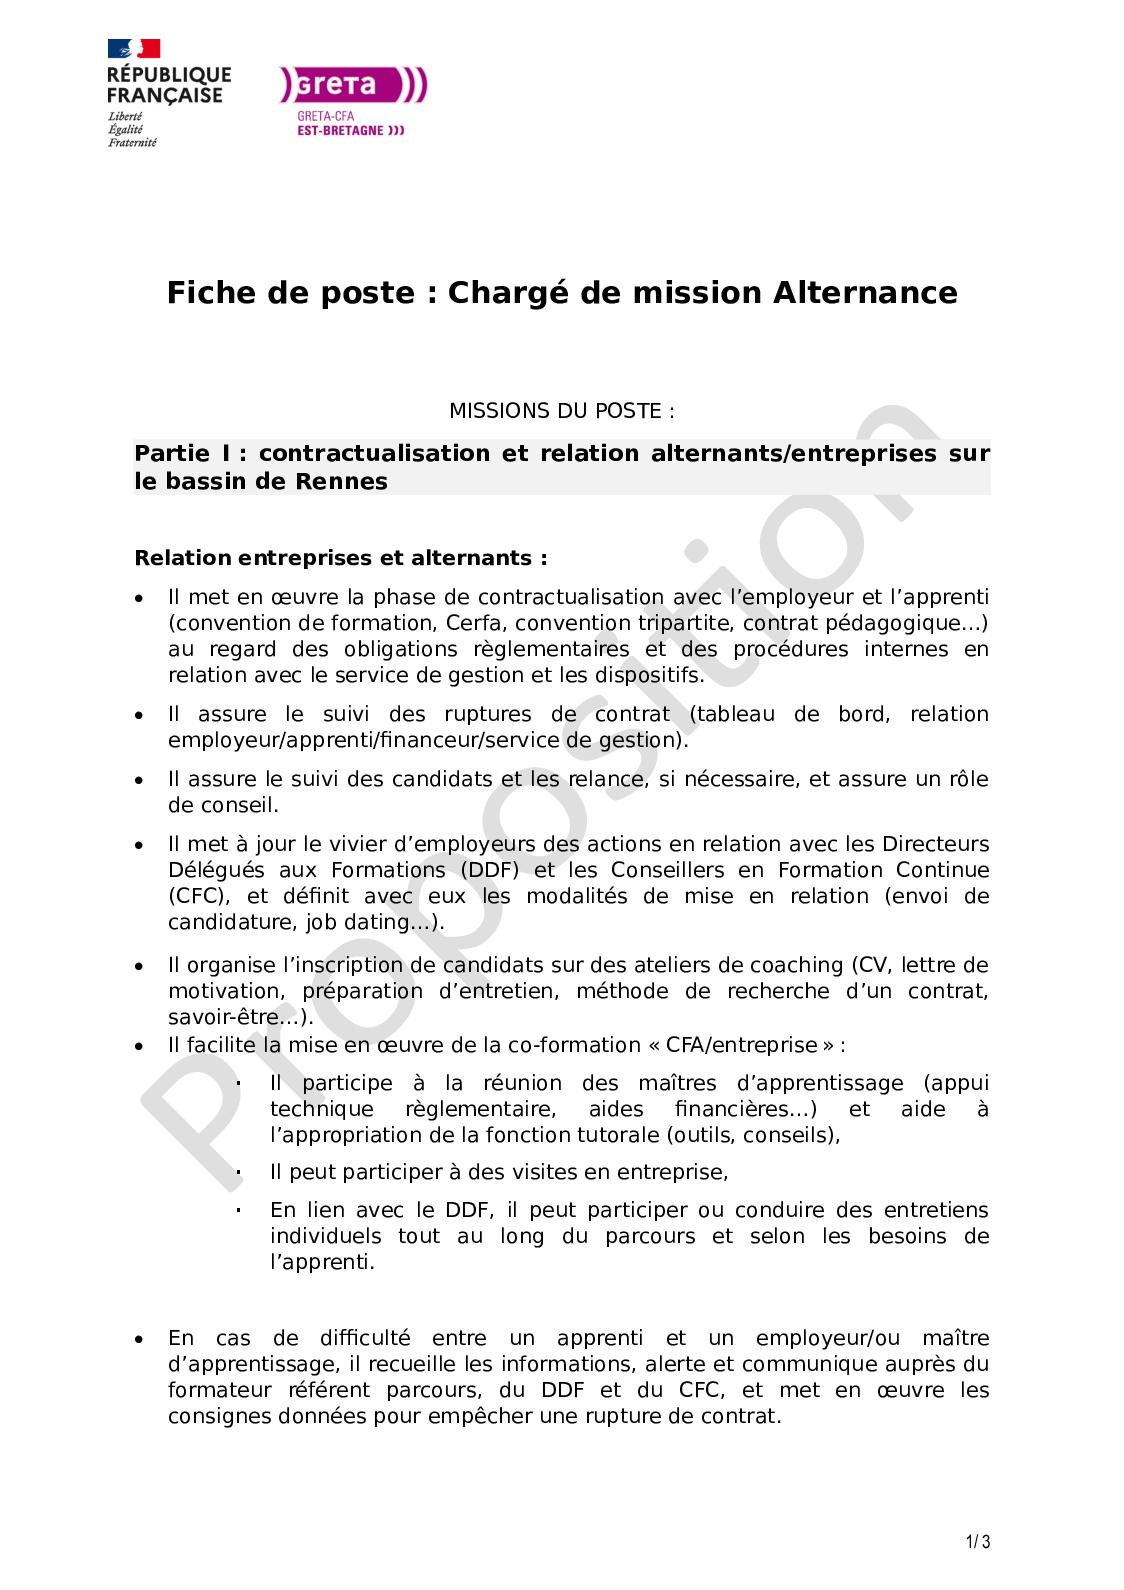 RÉPUBLIQUE
FRANÇAISE
Liberté
Égalité
Fraternité
GRETA
GRETA-CFA
EST-BRETAGNE )))
Fiche de poste : Chargé de mission Alternance
MISSIONS DU POSTE :
Partie I : contractualisation et relation alternants/entreprises sur
le bassin de Rennes
Relation entreprises et alternants :
• Il met en œuvre la phase de contractualisation avec l’employeur et l’apprenti
(convention de formation, Cerfa, convention tripartite, contrat pédagogique…)
au regard des obligations règlementaires et des procédures internes en
relation avec le service de gestion et les dispositifs.
• Il assure le suivi des ruptures de contrat (tableau de bord, relation
employeur/apprenti/financeur/service de gestion).
• Il assure le suivi des candidats et les relance, si nécessaire, et assure un rôle
de conseil.
• Il met à jour le vivier d’employeurs des actions en relation avec les Directeurs
Délégués aux Formations (DDF) et les Conseillers en Formation Continue
(CFC), et définit avec eux les modalités de mise en relation (envoi de
candidature, job dating…).
• Il organise l’inscription de candidats sur des ateliers de coaching (CV, lettre de
motivation, préparation d’entretien, méthode de recherche d’un contrat,
savoir-être…).
• Il facilite la mise en œuvre de la co-formation « CFA/entreprise » :
· Il participe à la réunion des maîtres d’apprentissage (appui
technique règlementaire, aides financières…) et aide à
l’appropriation de la fonction tutorale (outils, conseils),
· Il peut participer à des visites en entreprise,
· En lien avec le DDF, il peut participer ou conduire des entretiens
individuels tout au long du parcours et selon les besoins de
l’apprenti.
• En cas de difficulté entre un apprenti et un employeur/ou maître
d’apprentissage, il recueille les informations, alerte et communique auprès du
formateur référent parcours, du DDF et du CFC, et met en œuvre les
consignes données pour empêcher une rupture de contrat.
Proposition
1/ 3